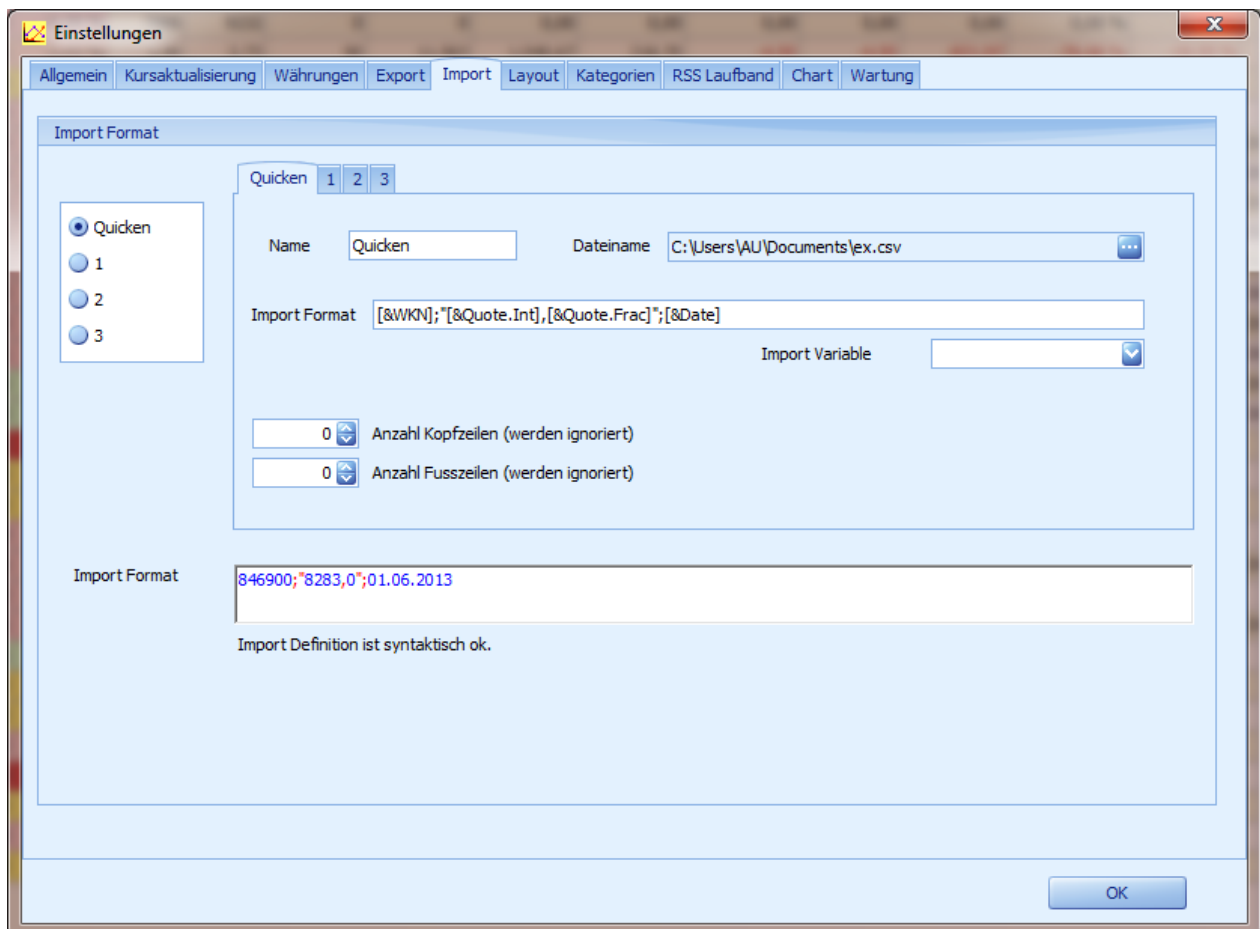 Einstellungen
Allgemein Kursaktualisierung Währungen Export Import Layout Kategorien RSS Laufband Chart Wartung
Import Format
Quicken 1 2 3
Quicken
1
2
3
Name Quicken Dateiname C:\Users\AU\Documents\ex.csv ...
Import Format [&WKN];"[&Quote.Int],[&Quote.Frac]";[&Date]
Import Variable
0 Anzahl Kopfzeilen (werden ignoriert)
0 Anzahl Fusszeilen (werden ignoriert)
Import Format 846900;"8283,0";01.06.2013
Import Definition ist syntaktisch ok.
OK